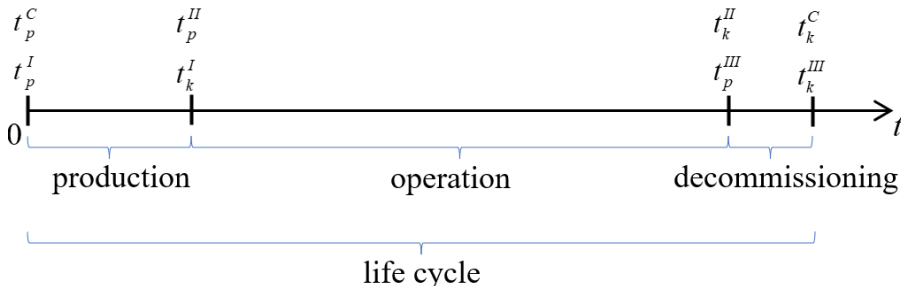 t_p^C t_p^{II} t_k^{II} t_k^C
t_p^I t_k^I t_p^{III} t_k^{III}
0 t
production operation decommissioning
life cycle